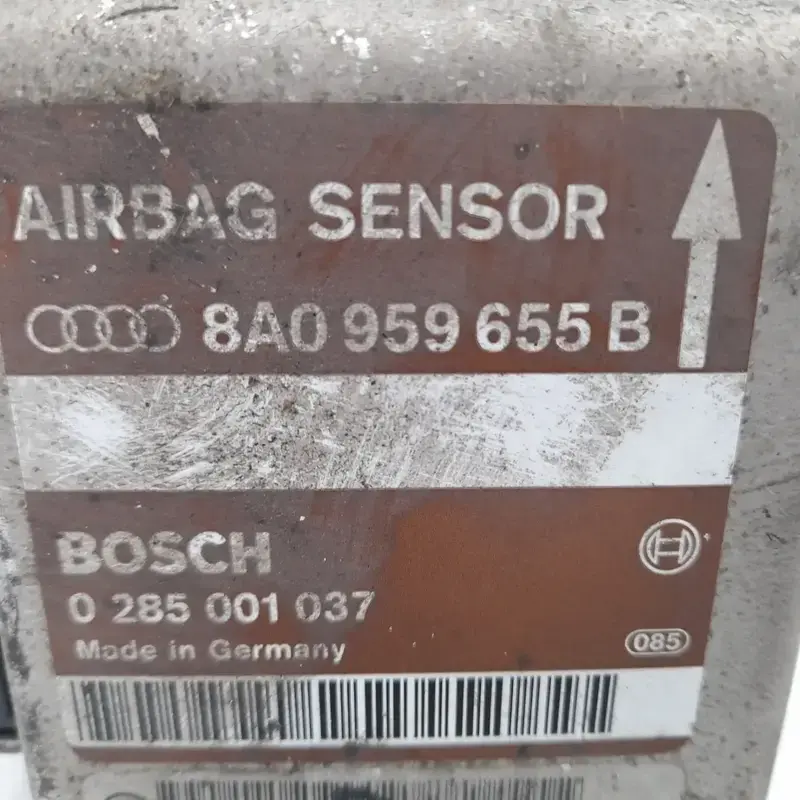 AIRBAG SENSOR
8A0 959 655 B
BOSCH
0 285 001 037
Made in Germany
085